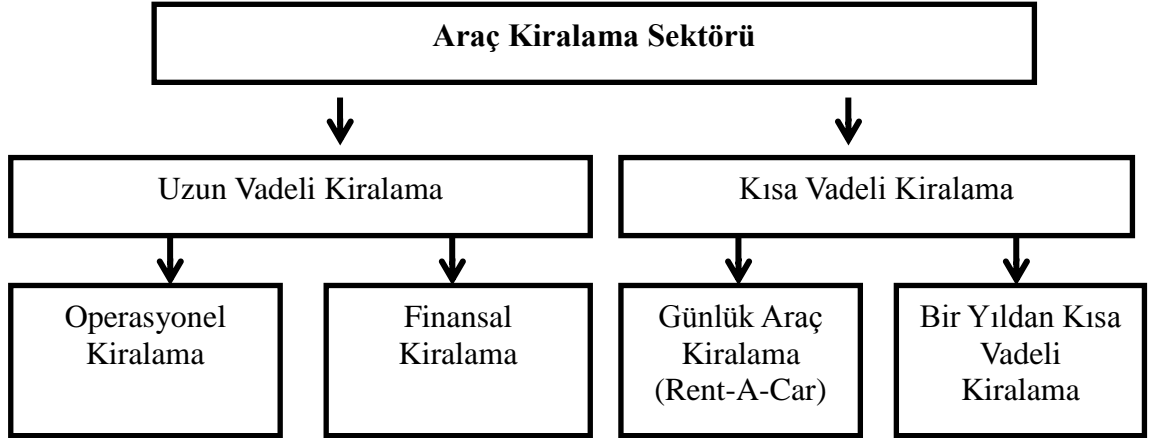 Araç Kiralama Sektörü
Uzun Vadeli Kiralama
Kısa Vadeli Kiralama
Operasyonel
Kiralama
Finansal
Kiralama
Günlük Araç
Kiralama
(Rent-A-Car)
Bir Yıldan Kısa
Vadeli
Kiralama